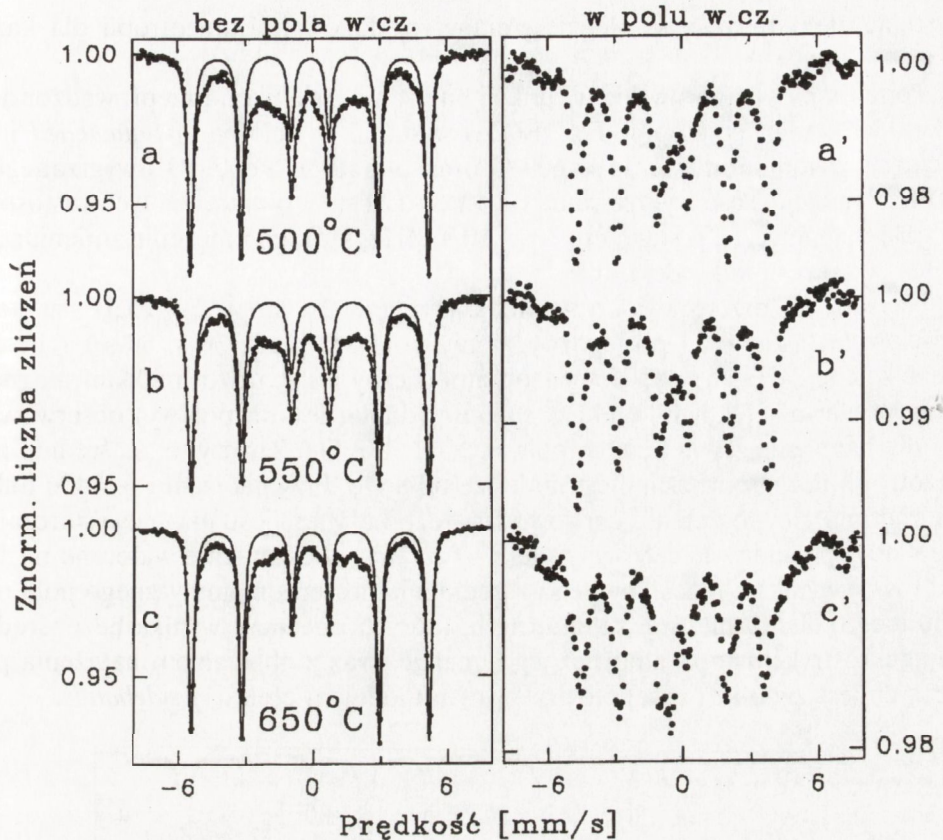 bez pola w.cz.
w polu w.cz.
1.00
0.95
a
500°C
1.00
0.95
b
550°C
1.00
0.95
c
650°C
1.00
a'
0.98
1.00
b'
0.99
1.00
c'
0.98
-6 0 6
-6 0 6
Znorm. liczba zliczeń
Prędkość [mm/s]